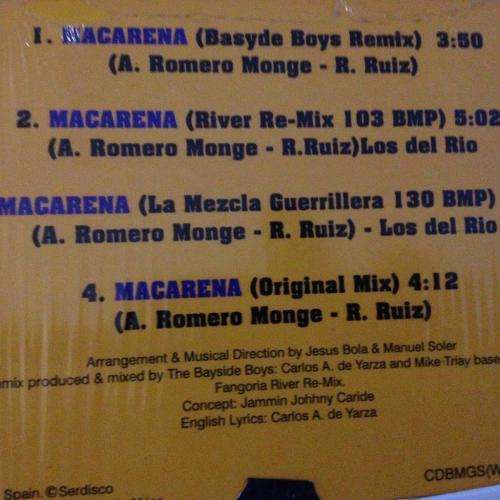 1. MACARENA (Basyde Boys Remix) 3:50
(A. Romero Monge - R. Ruiz)
2. MACARENA (River Re-Mix 103 BMP) 5:02
(A. Romero Monge - R.Ruiz)Los del Rio
MACARENA (La Mezcla Guerrillera 130 BMP)
(A. Romero Monge - R. Ruiz) - Los del Rio
4. MACARENA (Original Mix) 4:12
(A. Romero Monge - R. Ruiz)
Arrangement & Musical Direction by Jesus Bola & Manuel Soler
emix produced & mixed by The Bayside Boys: Carlos A. de Yarza and Mike Triay base
Fangoria River Re-Mix.
Concept: Jammin Johhny Caride
English Lyrics: Carlos A. de Yarza
CDBMGS(W
Spain. ©Serdisco